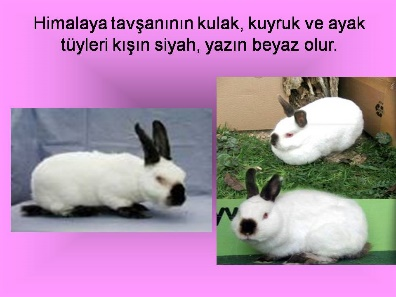 Himalaya tavşanının kulak, kuyruk ve ayak
tüyleri kışın siyah, yazın beyaz olur.